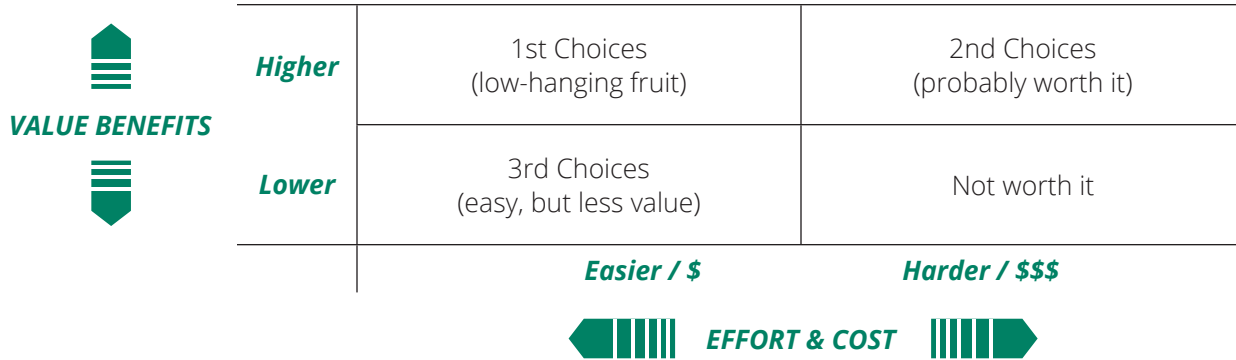 Higher
1st Choices
(low-hanging fruit)
2nd Choices
(probably worth it)
VALUE BENEFITS
Lower
3rd Choices
(easy, but less value)
Not worth it
Easier / $
Harder / $$$
EFFORT & COST